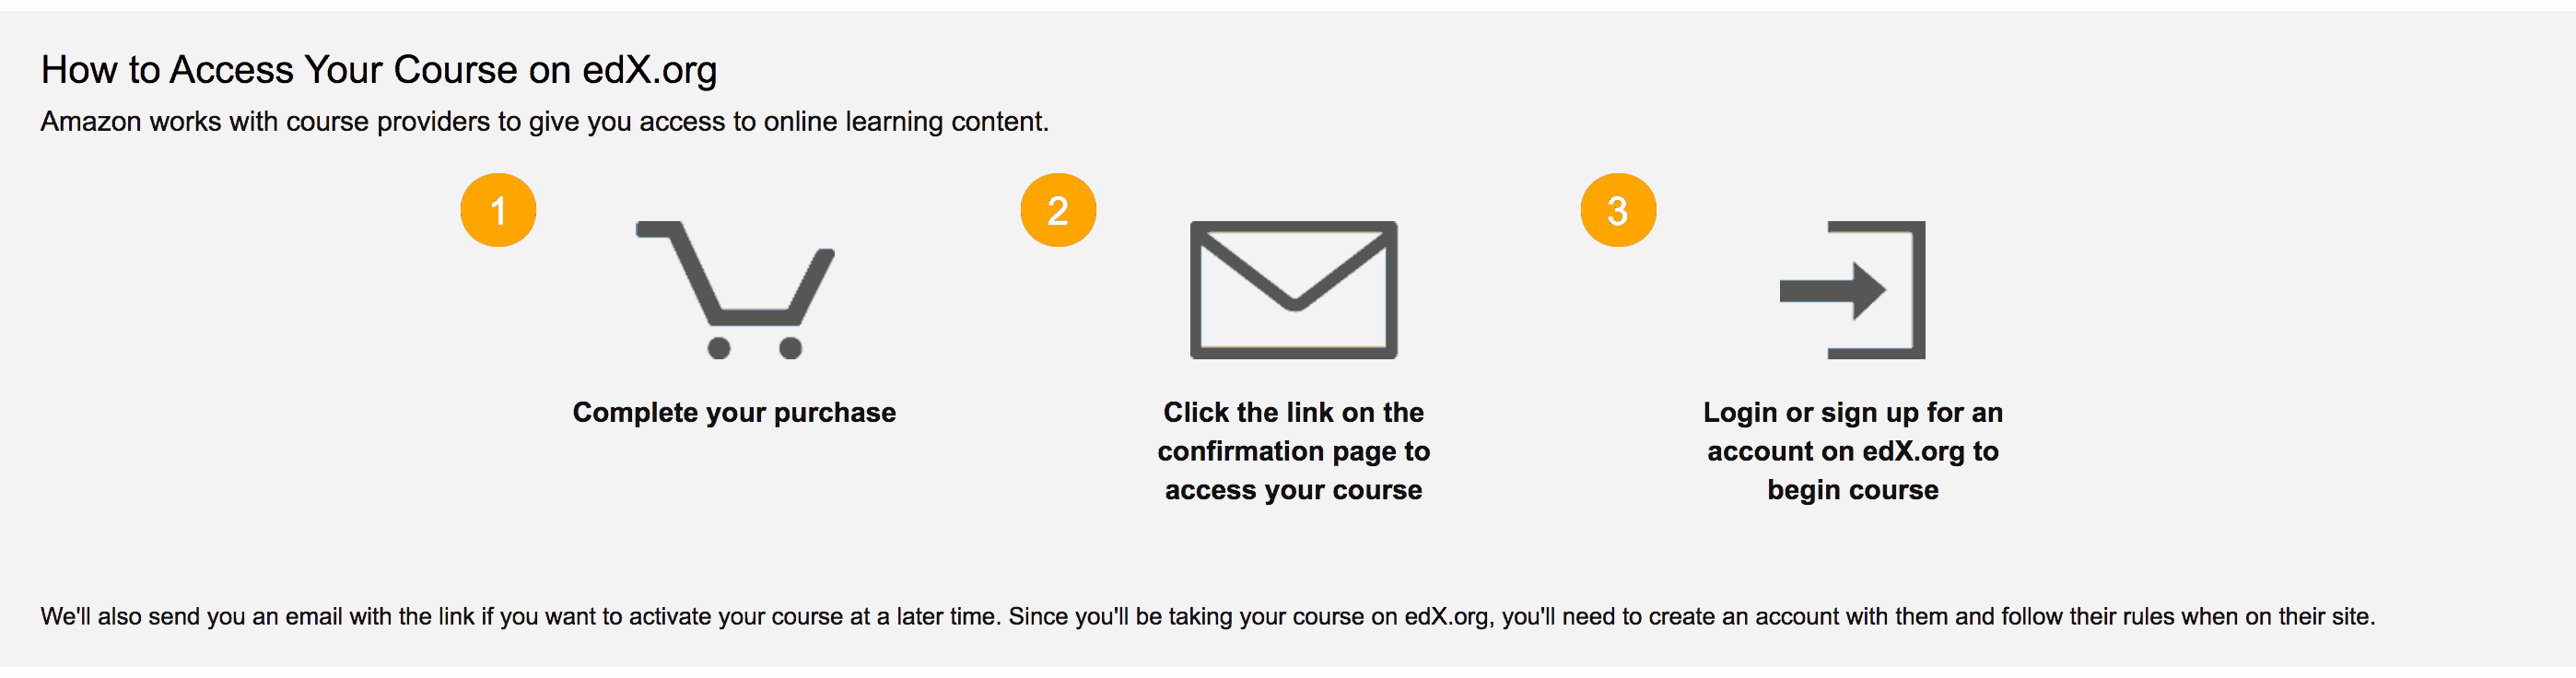 How to Access Your Course on edX.org
Amazon works with course providers to give you access to online learning content.
1
Complete your purchase
2
Click the link on the
confirmation page to
access your course
3
Login or sign up for an
account on edX.org to
begin course
We'll also send you an email with the link if you want to activate your course at a later time. Since you'll be taking your course on edX.org, you'll need to create an account with them and follow their rules when on their site.